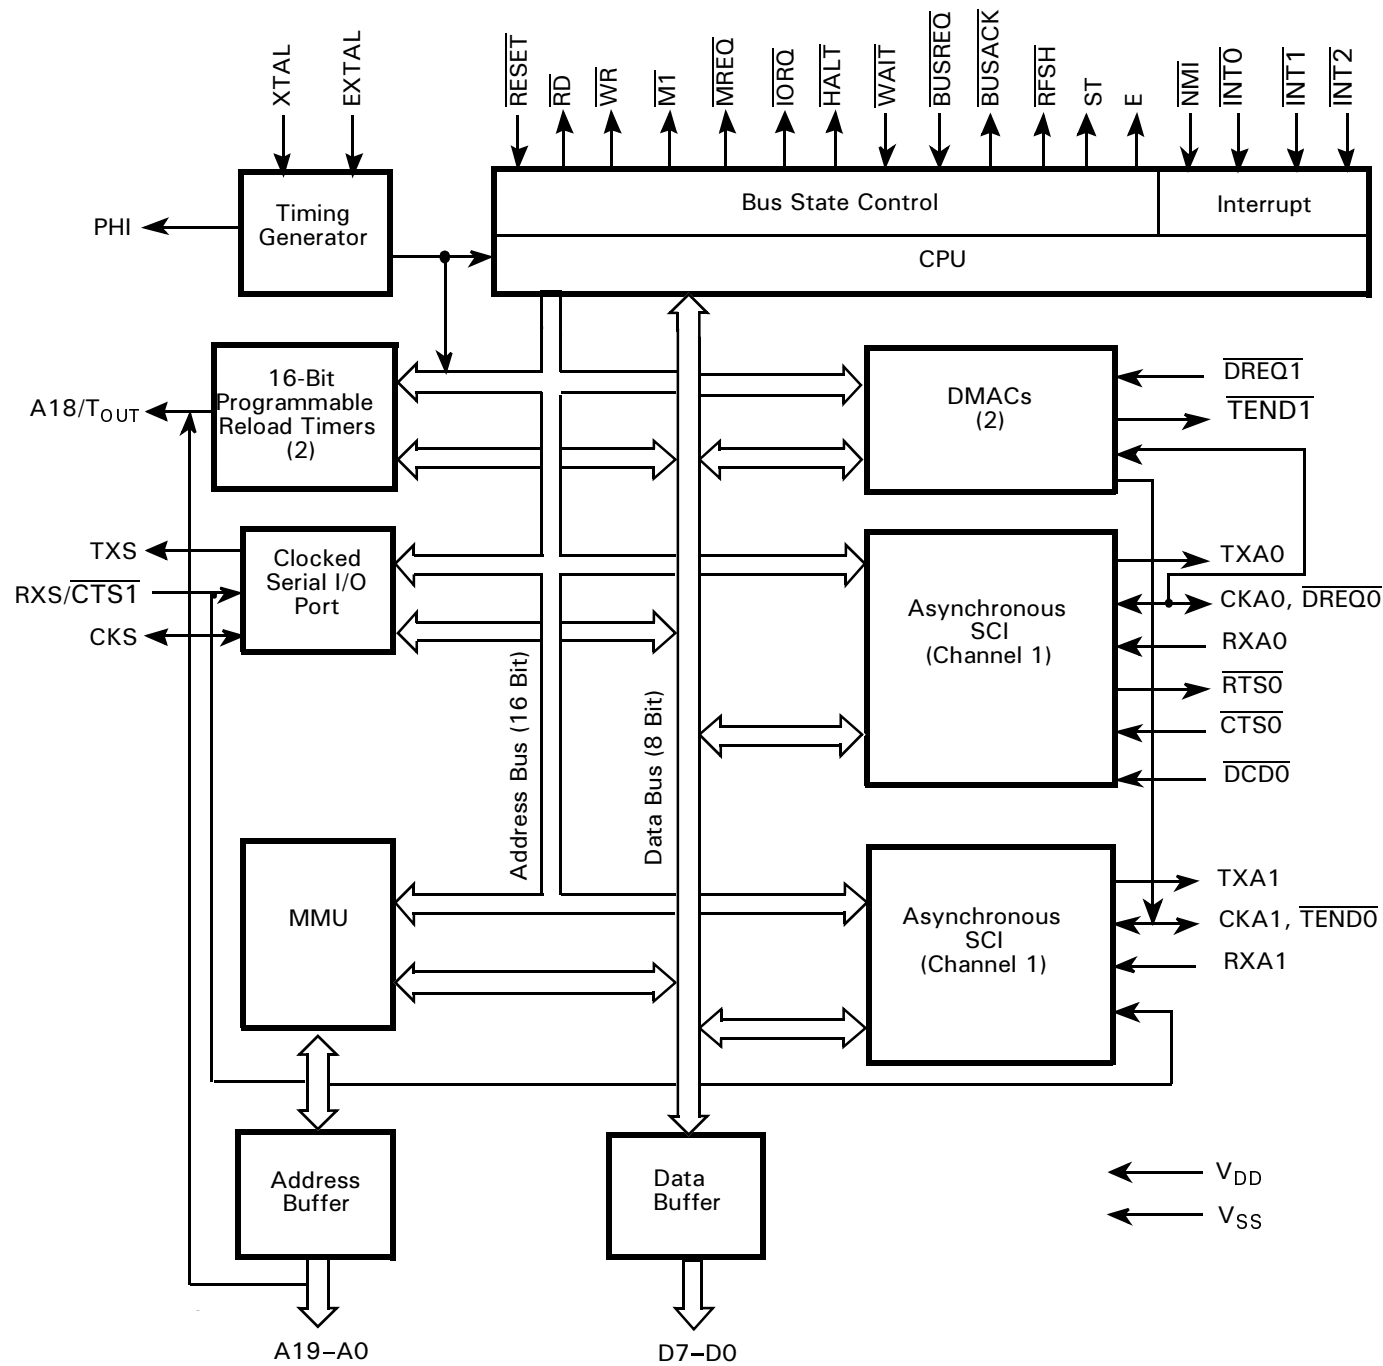 XTAL
EXTAL
RESET
RD
WR
M1
MREQ
IORQ
HALT
WAIT
BUSREQ
BUSACK
RFSH
ST
E
NMI
INT0
INT1
INT2
Timing
Generator
PHI
Bus State Control
Interrupt
CPU
16-Bit
Programmable
Reload Timers
(2)
A18/TOUT
DMACs
(2)
DREQ1
TEND1
TXS
RXS/CTS1
CKS
Clocked
Serial I/O
Port
Asynchronous
SCI
(Channel 1)
TXA0
CKA0, DREQ0
RXA0
RTS0
CTS0
DCD0
Address Bus (16 Bit)
Data Bus (8 Bit)
MMU
Asynchronous
SCI
(Channel 1)
TXA1
CKA1, TEND0
RXA1
Address
Buffer
Data
Buffer
VDD
VSS
A19–A0
D7–D0